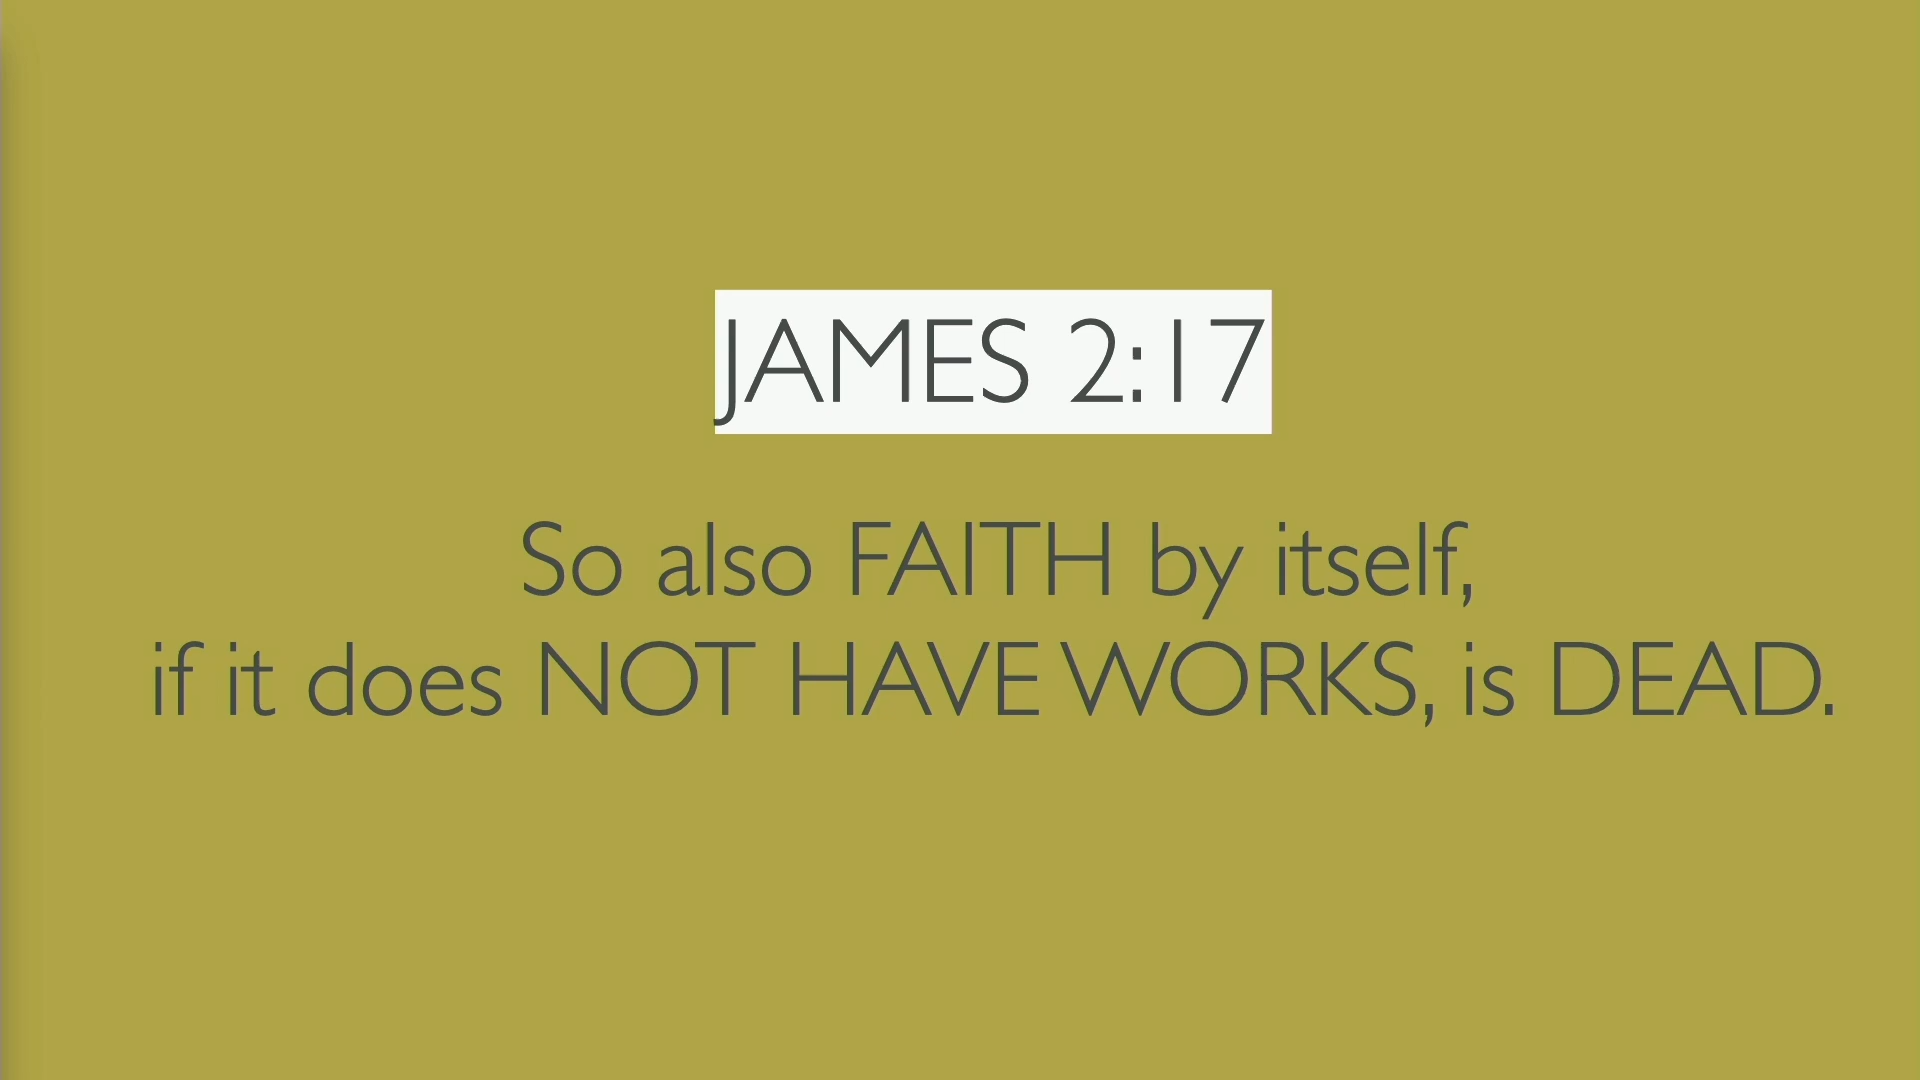 JAMES 2:17
So also FAITH by itself,
if it does NOT HAVE WORKS, is DEAD.